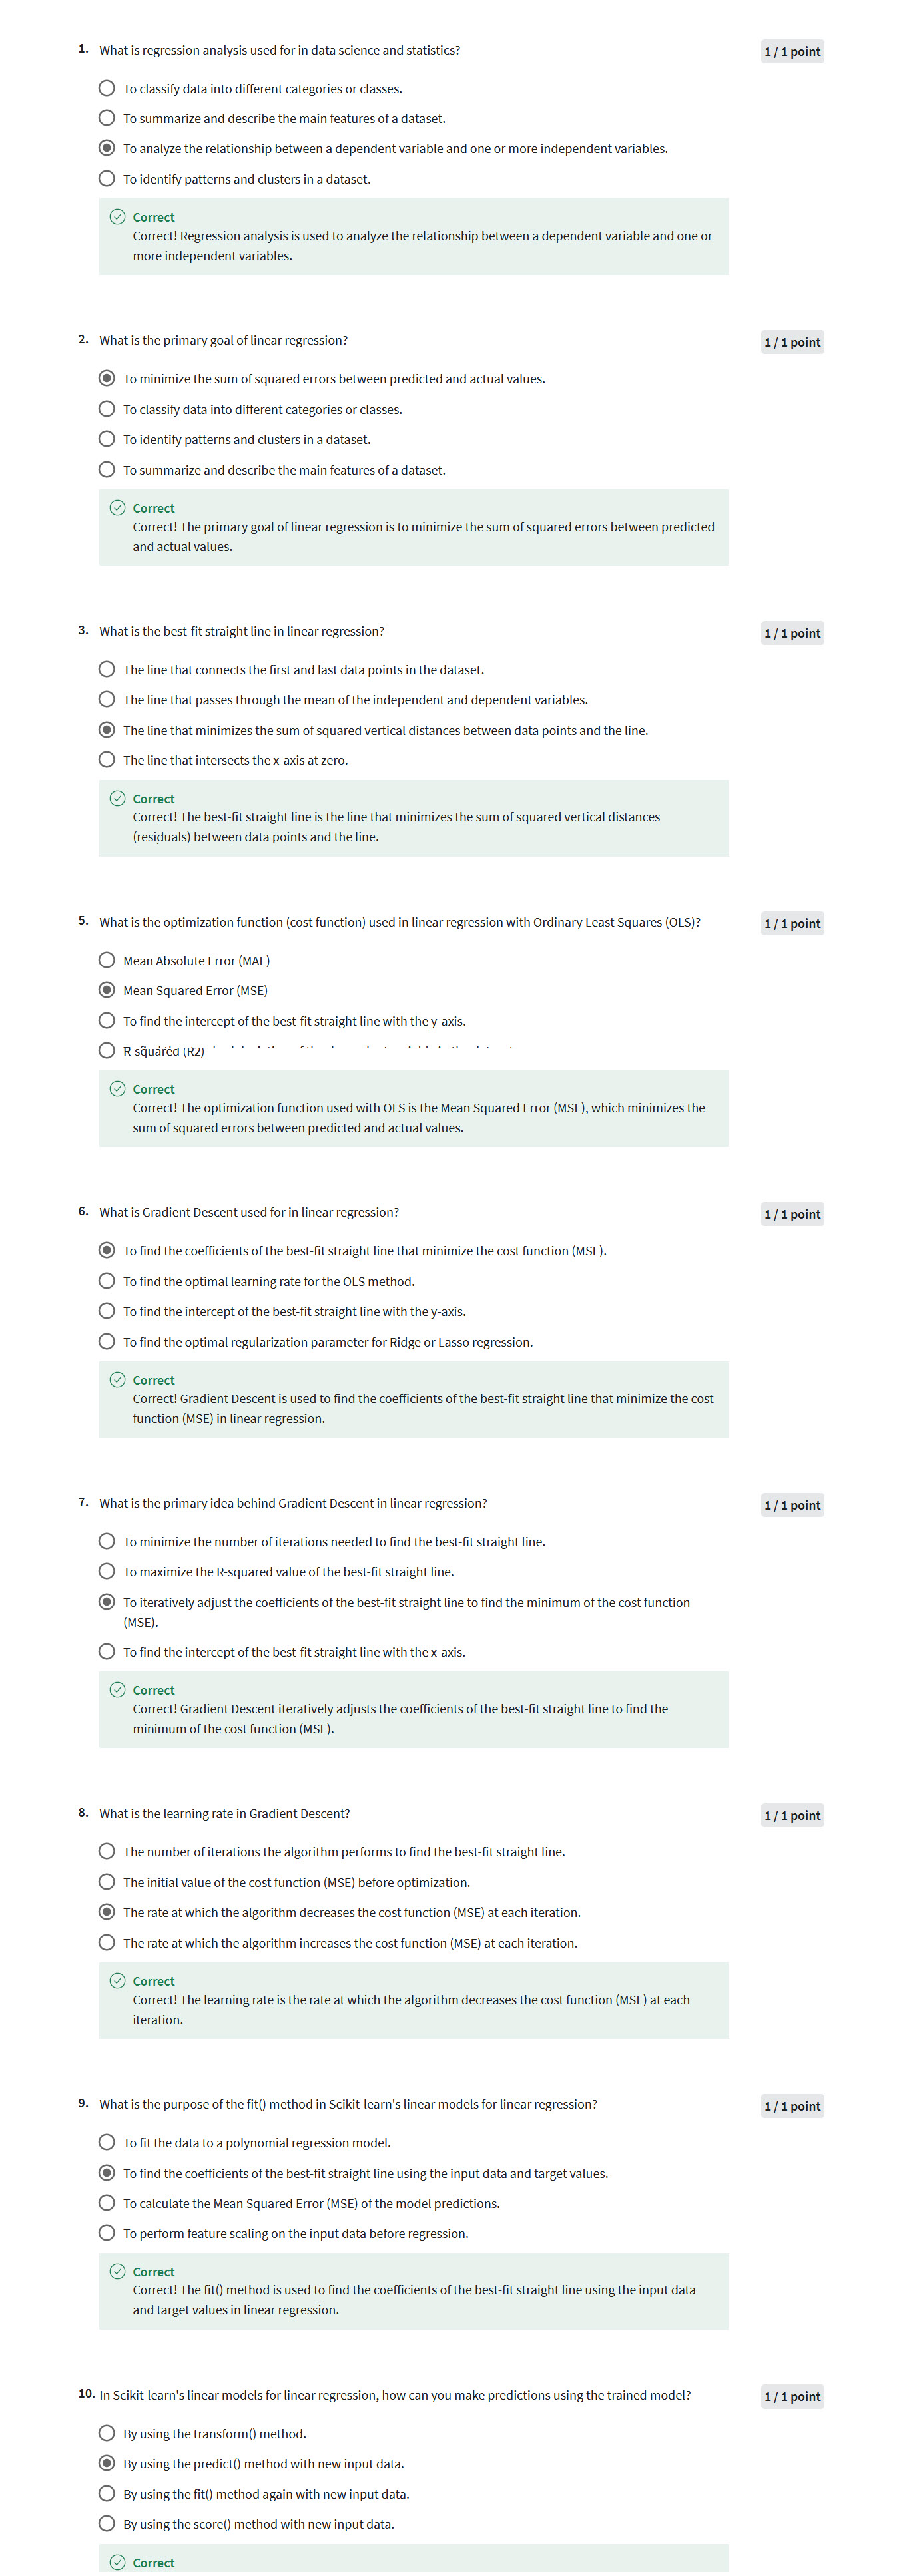 1. What is regression analysis used for in data science and statistics?
1 / 1 point
To classify data into different categories or classes.
To summarize and describe the main features of a dataset.
To analyze the relationship between a dependent variable and one or more independent variables.
To identify patterns and clusters in a dataset.
Correct
Correct! Regression analysis is used to analyze the relationship between a dependent variable and one or
more independent variables.
2. What is the primary goal of linear regression?
1 / 1 point
To minimize the sum of squared errors between predicted and actual values.
To classify data into different categories or classes.
To identify patterns and clusters in a dataset.
To summarize and describe the main features of a dataset.
Correct
Correct! The primary goal of linear regression is to minimize the sum of squared errors between predicted
and actual values.
3. What is the best-fit straight line in linear regression?
1 / 1 point
The line that connects the first and last data points in the dataset.
The line that passes through the mean of the independent and dependent variables.
The line that minimizes the sum of squared vertical distances between data points and the line.
The line that intersects the x-axis at zero.
Correct
Correct! The best-fit straight line is the line that minimizes the sum of squared vertical distances
(residuals) between data points and the line.
5. What is the optimization function (cost function) used in linear regression with Ordinary Least Squares (OLS)?
1 / 1 point
Mean Absolute Error (MAE)
Mean Squared Error (MSE)
To find the intercept of the best-fit straight line with the y-axis.
R-squared (R2)
Correct
Correct! The optimization function used with OLS is the Mean Squared Error (MSE), which minimizes the
sum of squared errors between predicted and actual values.
6. What is Gradient Descent used for in linear regression?
1 / 1 point
To find the coefficients of the best-fit straight line that minimize the cost function (MSE).
To find the optimal learning rate for the OLS method.
To find the intercept of the best-fit straight line with the y-axis.
To find the optimal regularization parameter for Ridge or Lasso regression.
Correct
Correct! Gradient Descent is used to find the coefficients of the best-fit straight line that minimize the cost
function (MSE) in linear regression.
7. What is the primary idea behind Gradient Descent in linear regression?
1 / 1 point
To minimize the number of iterations needed to find the best-fit straight line.
To maximize the R-squared value of the best-fit straight line.
To iteratively adjust the coefficients of the best-fit straight line to find the minimum of the cost function
(MSE).
To find the intercept of the best-fit straight line with the x-axis.
Correct
Correct! Gradient Descent iteratively adjusts the coefficients of the best-fit straight line to find the
minimum of the cost function (MSE).
8. What is the learning rate in Gradient Descent?
1 / 1 point
The number of iterations the algorithm performs to find the best-fit straight line.
The initial value of the cost function (MSE) before optimization.
The rate at which the algorithm decreases the cost function (MSE) at each iteration.
The rate at which the algorithm increases the cost function (MSE) at each iteration.
Correct
Correct! The learning rate is the rate at which the algorithm decreases the cost function (MSE) at each
iteration.
9. What is the purpose of the fit() method in Scikit-learn's linear models for linear regression?
1 / 1 point
To fit the data to a polynomial regression model.
To find the coefficients of the best-fit straight line using the input data and target values.
To calculate the Mean Squared Error (MSE) of the model predictions.
To perform feature scaling on the input data before regression.
Correct
Correct! The fit() method is used to find the coefficients of the best-fit straight line using the input data
and target values in linear regression.
10. In Scikit-learn's linear models for linear regression, how can you make predictions using the trained model?
1 / 1 point
By using the transform() method.
By using the predict() method with new input data.
By using the fit() method again with new input data.
By using the score() method with new input data.
Correct